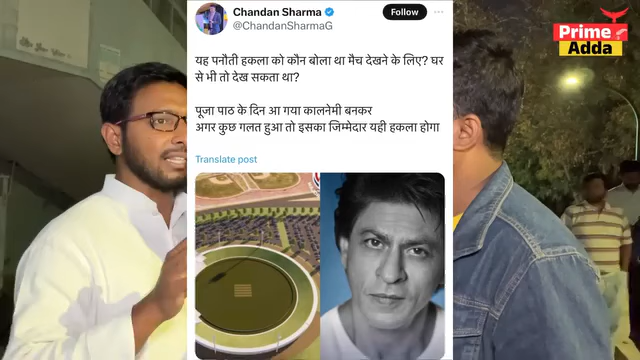 Chandan Sharma
@ChandanSharmaG
Follow
यह पनौती हकला को कौन बोला था मैच देखने के लिए? घर
से भी तो देख सकता था?
पूजा पाठ के दिन आ गया कालनेमी बनकर
अगर कुछ गलत हुआ तो इसका जिम्मेदार यही हकला होगा
Translate post
Prime
Adda